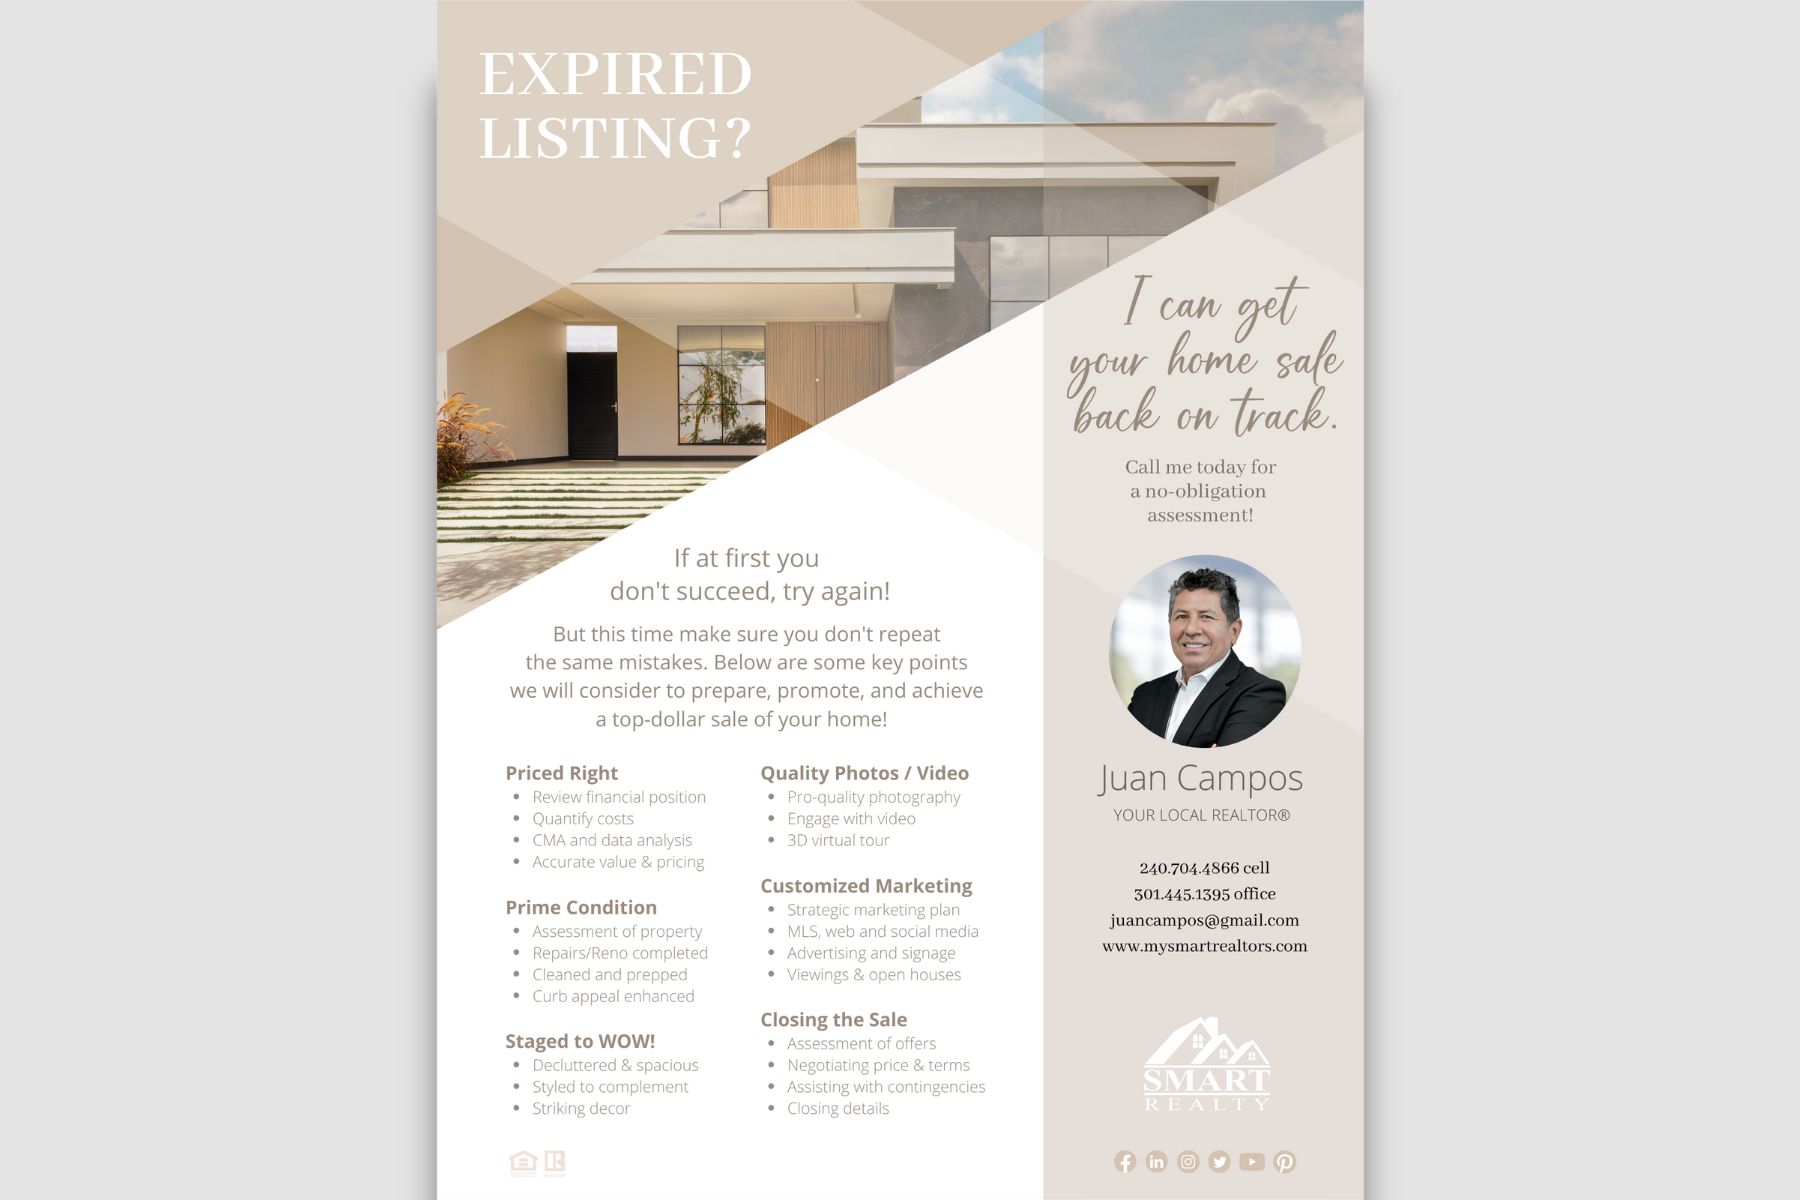 EXPIRED
LISTING?
I can get
your home sale
back on track.
Call me today for
a no-obligation
assessment!
If at first you
don't succeed, try again!
But this time make sure you don't repeat
the same mistakes. Below are some key points
we will consider to prepare, promote, and achieve
a top-dollar sale of your home!
Priced Right
• Review financial position
• Quantify costs
• CMA and data analysis
• Accurate value & pricing
Prime Condition
• Assessment of property
• Repairs/Reno completed
• Cleaned and prepped
• Curb appeal enhanced
Staged to WOW!
• Decluttered & spacious
• Styled to complement
• Striking decor
Quality Photos / Video
• Pro-quality photography
• Engage with video
• 3D virtual tour
Customized Marketing
• Strategic marketing plan
• MLS, web and social media
• Advertising and signage
• Viewings & open houses
Closing the Sale
• Assessment of offers
• Negotiating price & terms
• Assisting with contingencies
• Closing details
Juan Campos
YOUR LOCAL REALTOR®
240.704.4866 cell
301.445.1395 office
juancampos@gmail.com
www.mysmartrealtors.com
SMART
REALTY